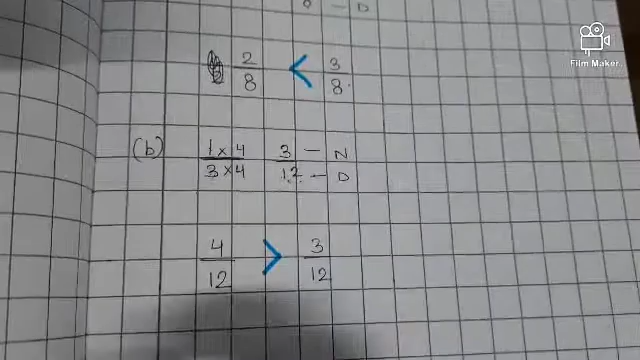 2/8 < 3/8
(b) 1×4/3×4 3/12 – N – D
4/12 > 3/12
Film Maker